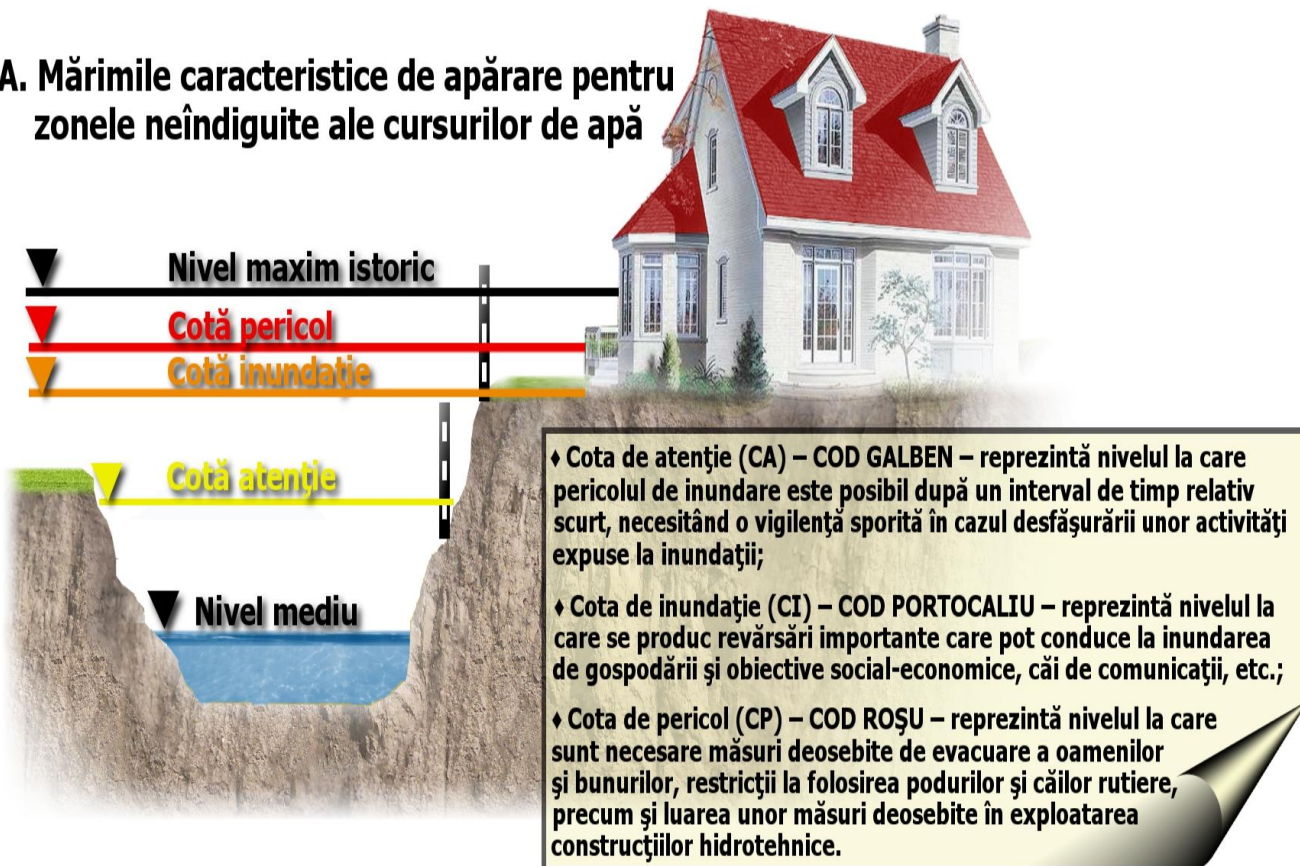 A. Mărimile caracteristice de apărare pentru
zonele neîndiguite ale cursurilor de apă
Nivel maxim istoric
Cotă pericol
Cotă inundaţie
Cotă atenţie
Nivel mediu
♦ Cota de atenţie (CA) – COD GALBEN – reprezintă nivelul la care
pericolul de inundare este posibil după un interval de timp relativ
scurt, necesitând o vigilenţă sporită în cazul desfăşurării unor activităţi
expuse la inundaţii;
♦ Cota de inundaţie (CI) – COD PORTOCALIU – reprezintă nivelul la
care se produc revărsări importante care pot conduce la inundarea
de gospodării şi obiective social-economice, căi de comunicaţii, etc.;
♦ Cota de pericol (CP) – COD ROŞU – reprezintă nivelul la care
sunt necesare măsuri deosebite de evacuare a oamenilor
şi bunurilor, restricţii la folosirea podurilor şi căilor rutiere,
precum şi luarea unor măsuri deosebite în exploatarea
construcţiilor hidrotehnice.